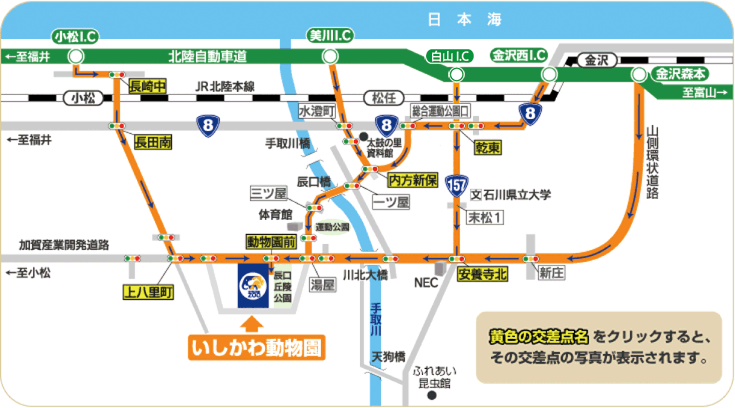 日本海
小松I.C
美川I.C
白山I.C
金沢西I.C
金沢
金沢森本
←至福井
北陸自動車道
至富山→
長崎中
JR北陸本線
小松
松任
水澄町
総合運動公園口
8
8
8
←至福井
長田南
手取川橋
太鼓の里
資料館
乾東
山側環状道路
内方新保
辰口橋
157
文石川県立大学
三ツ屋
一ツ屋
体育館
運動公園
末松1
加賀産業開発道路
動物園前
←至小松
上八里町
辰口
丘陵
公園
湯屋
川北大橋
NEC
安養寺北
新庄
ZOO
手取川
いしかわ動物園
天狗橋
ふれあい
昆虫館
黄色の交差点名をクリックすると、
その交差点の写真が表示されます。